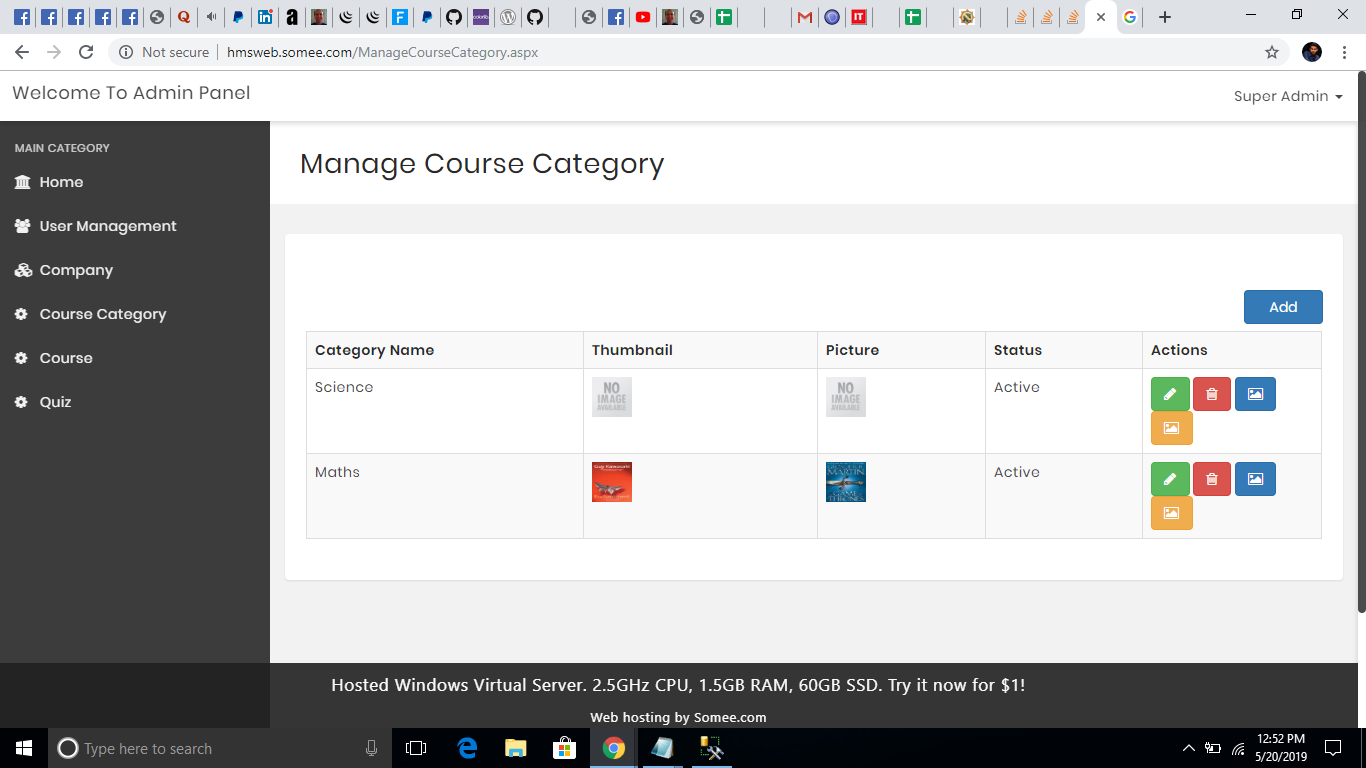 colorlib
IT
Not secure
hmsweb.somee.com/ManageCourseCategory.aspx
Welcome To Admin Panel
Super Admin
MAIN CATEGORY
Home
User Management
Company
Course Category
Course
Quiz
Manage Course Category
Add
Category Name Thumbnail Picture Status Actions
Science NO IMAGE AVAILABLE NO IMAGE AVAILABLE Active
Maths Active
MARTIN
THRONES
Hosted Windows Virtual Server. 2.5GHz CPU, 1.5GB RAM, 60GB SSD. Try it now for $1!
Web hosting by Somee.com
Type here to search
12:52 PM
5/20/2019